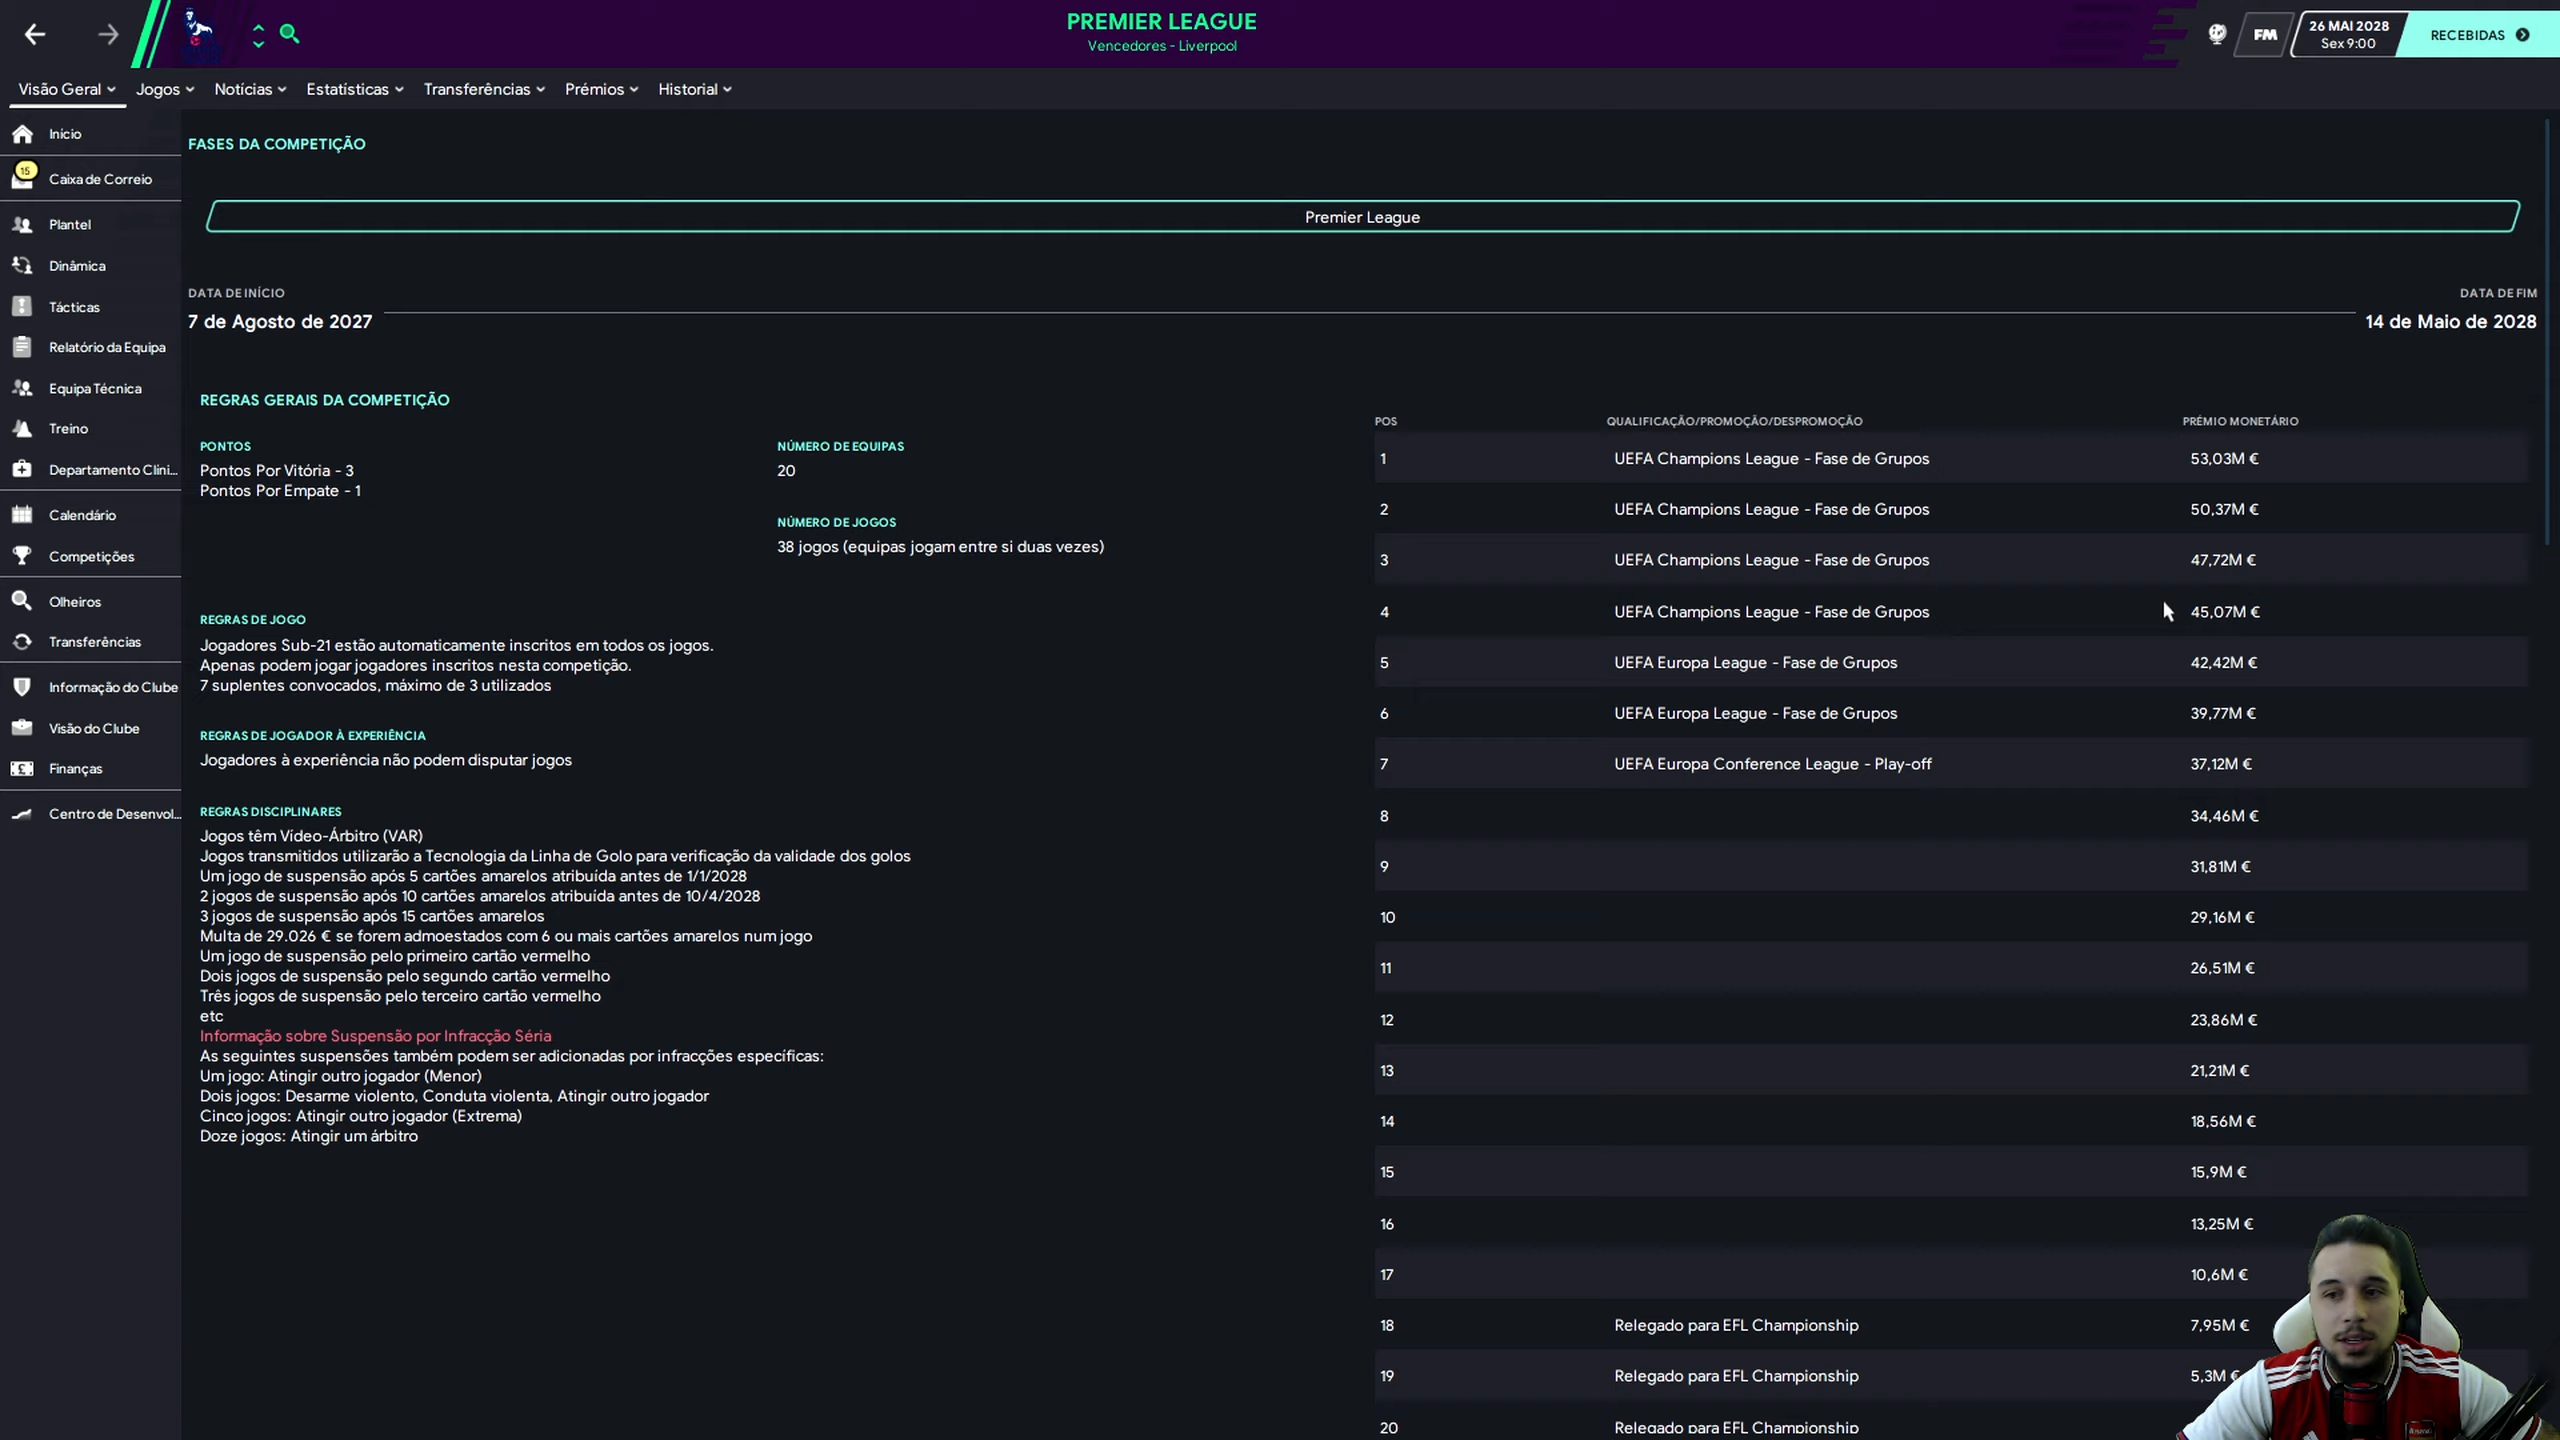 PREMIER LEAGUE
Vencedores - Liverpool
FM
26 MAI 2028
Sex 9:00
RECEBIDAS
Visão Geral
Jogos
Notícias
Estatísticas
Transferências
Prémios
Historial
Início
15
Caixa de Correio
Plantel
Dinâmica
Tácticas
Relatório da Equipa
Equipa Técnica
Treino
Departamento Clíni...
Calendário
Competições
Olheiros
Transferências
Informação do Clube
Visão do Clube
Finanças
Centro de Desenvol...
FASES DA COMPETIÇÃO
Premier League
DATA DE INÍCIO
7 de Agosto de 2027
DATA DE FIM
14 de Maio de 2028
REGRAS GERAIS DA COMPETIÇÃO
PONTOS
Pontos Por Vitória - 3
Pontos Por Empate - 1
NÚMERO DE EQUIPAS
20
NÚMERO DE JOGOS
38 jogos (equipas jogam entre si duas vezes)
REGRAS DE JOGO
Jogadores Sub-21 estão automaticamente inscritos em todos os jogos.
Apenas podem jogar jogadores inscritos nesta competição.
7 suplentes convocados, máximo de 3 utilizados
REGRAS DE JOGADOR À EXPERIÊNCIA
Jogadores à experiência não podem disputar jogos
REGRAS DISCIPLINARES
Jogos têm Vídeo-Árbitro (VAR)
Jogos transmitidos utilizarão a Tecnologia da Linha de Golo para verificação da validade dos golos
Um jogo de suspensão após 5 cartões amarelos atribuída antes de 1/1/2028
2 jogos de suspensão após 10 cartões amarelos atribuída antes de 10/4/2028
3 jogos de suspensão após 15 cartões amarelos
Multa de 29.026 € se forem admoestados com 6 ou mais cartões amarelos num jogo
Um jogo de suspensão pelo primeiro cartão vermelho
Dois jogos de suspensão pelo segundo cartão vermelho
Três jogos de suspensão pelo terceiro cartão vermelho
etc
Informação sobre Suspensão por Infracção Séria
As seguintes suspensões também podem ser adicionadas por infracções específicas:
Um jogo: Atingir outro jogador (Menor)
Dois jogos: Desarme violento, Conduta violenta, Atingir outro jogador
Cinco jogos: Atingir outro jogador (Extrema)
Doze jogos: Atingir um árbitro
POS QUALIFICAÇÃO/PROMOÇÃO/DESPROMOÇÃO PRÉMIO MONETÁRIO
1 UEFA Champions League - Fase de Grupos 53,03M €
2 UEFA Champions League - Fase de Grupos 50,37M €
3 UEFA Champions League - Fase de Grupos 47,72M €
4 UEFA Champions League - Fase de Grupos 45,07M €
5 UEFA Europa League - Fase de Grupos 42,42M €
6 UEFA Europa League - Fase de Grupos 39,77M €
7 UEFA Europa Conference League - Play-off 37,12M €
8 34,46M €
9 31,81M €
10 29,16M €
11 26,51M €
12 23,86M €
13 21,21M €
14 18,56M €
15 15,9M €
16 13,25M €
17 10,6M €
18 Relegado para EFL Championship 7,95M €
19 Relegado para EFL Championship 5,3M €
20 Relegado para EFL Championship